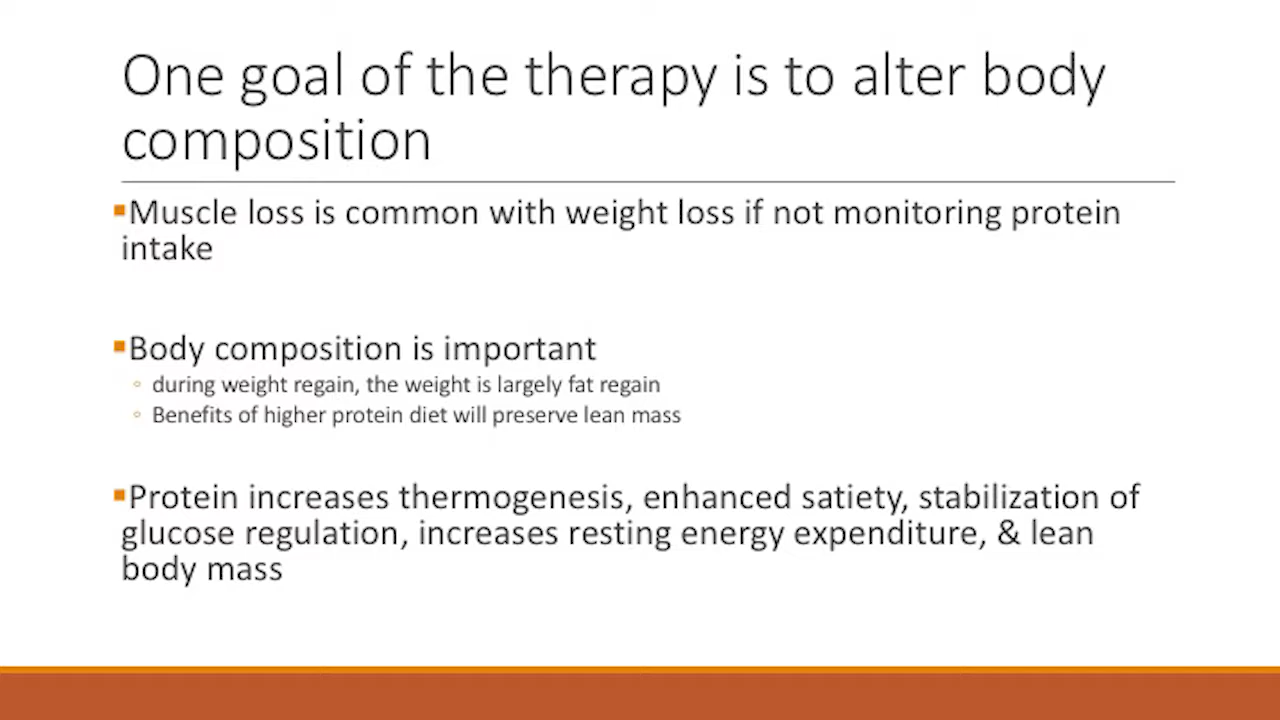 One goal of the therapy is to alter body
composition
▪Muscle loss is common with weight loss if not monitoring protein
intake
▪Body composition is important
◦ during weight regain, the weight is largely fat regain
◦ Benefits of higher protein diet will preserve lean mass
▪Protein increases thermogenesis, enhanced satiety, stabilization of
glucose regulation, increases resting energy expenditure, & lean
body mass